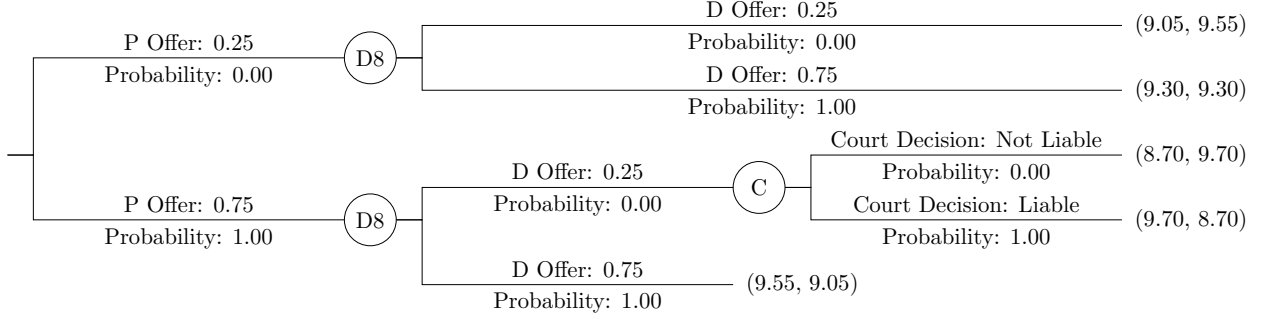 D Offer: 0.25
(9.05, 9.55)
P Offer: 0.25
Probability: 0.00
D8
Probability: 0.00
D Offer: 0.75
(9.30, 9.30)
Probability: 1.00
Court Decision: Not Liable
(8.70, 9.70)
D Offer: 0.25
Probability: 0.00
C
Probability: 0.00
P Offer: 0.75
Court Decision: Liable
(9.70, 8.70)
D8
Probability: 1.00
Probability: 1.00
D Offer: 0.75
(9.55, 9.05)
Probability: 1.00